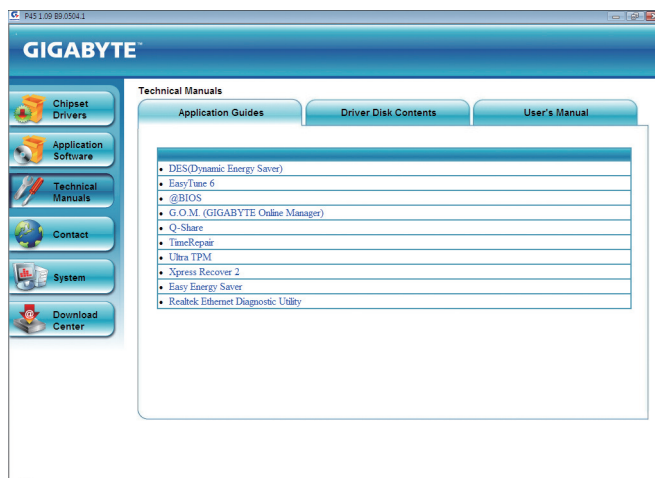 P45 1.09 B9.0504.1
GIGABYTE™
Technical Manuals
Application Guides
Driver Disk Contents
User's Manual
Chipset
Drivers
Application
Software
Technical
Manuals
Contact
System
Download
Center
• DES(Dynamic Energy Saver)
• EasyTune 6
• @BIOS
• G.O.M. (GIGABYTE Online Manager)
• Q-Share
• TimeRepair
• Ultra TPM
• Xpress Recover 2
• Easy Energy Saver
• Realtek Ethernet Diagnostic Utility